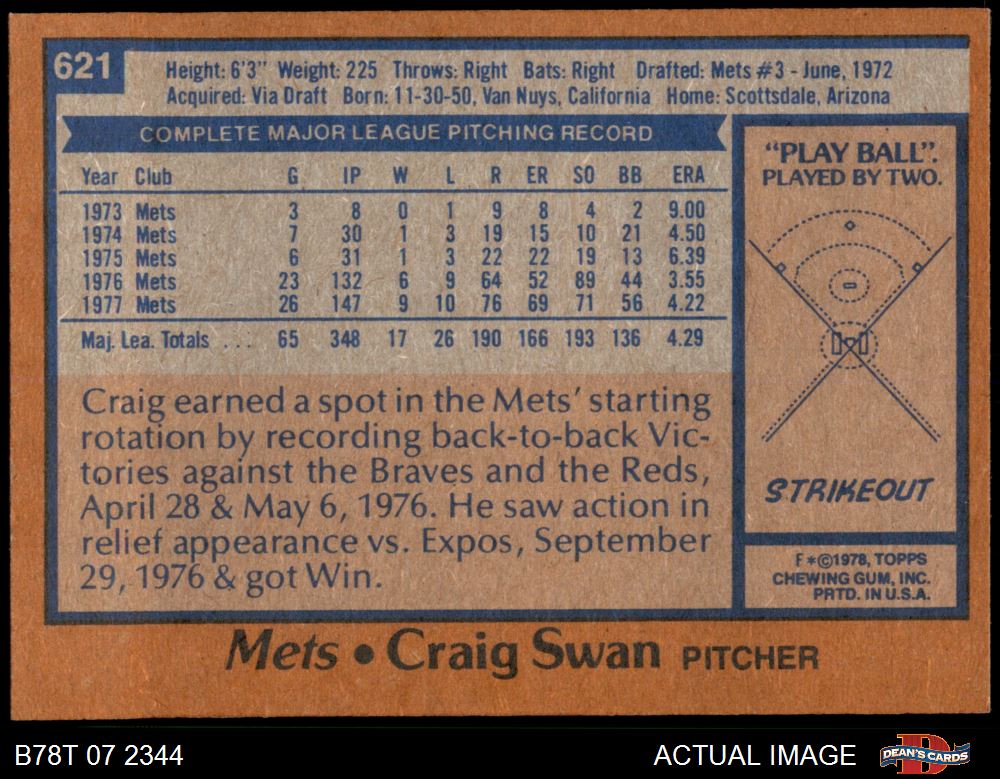 621
Height: 6'3" Weight: 225 Throws: Right Bats: Right Drafted: Mets #3 - June, 1972
Acquired: Via Draft Born: 11-30-50, Van Nuys, California Home: Scottsdale, Arizona
COMPLETE MAJOR LEAGUE PITCHING RECORD
Year Club G IP W L R ER SO BB ERA
1973 Mets 3 8 0 1 9 8 4 2 9.00
1974 Mets 7 30 1 3 19 15 10 21 4.50
1975 Mets 6 31 1 3 22 22 19 13 6.39
1976 Mets 23 132 6 9 64 52 89 44 3.55
1977 Mets 26 147 9 10 76 69 71 56 4.22
Maj. Lea. Totals . . . 65 348 17 26 190 166 193 136 4.29
Craig earned a spot in the Mets' starting
rotation by recording back-to-back Vic-
tories against the Braves and the Reds,
April 28 & May 6, 1976. He saw action in
relief appearance vs. Expos, September
29, 1976 & got Win.
"PLAY BALL".
PLAYED BY TWO.
STRIKEOUT
F*©1978, TOPPS
CHEWING GUM, INC.
PRTD. IN U.S.A.
Mets • Craig Swan PITCHER
B78T 07 2344
ACTUAL IMAGE
D
DEAN'S CARDS